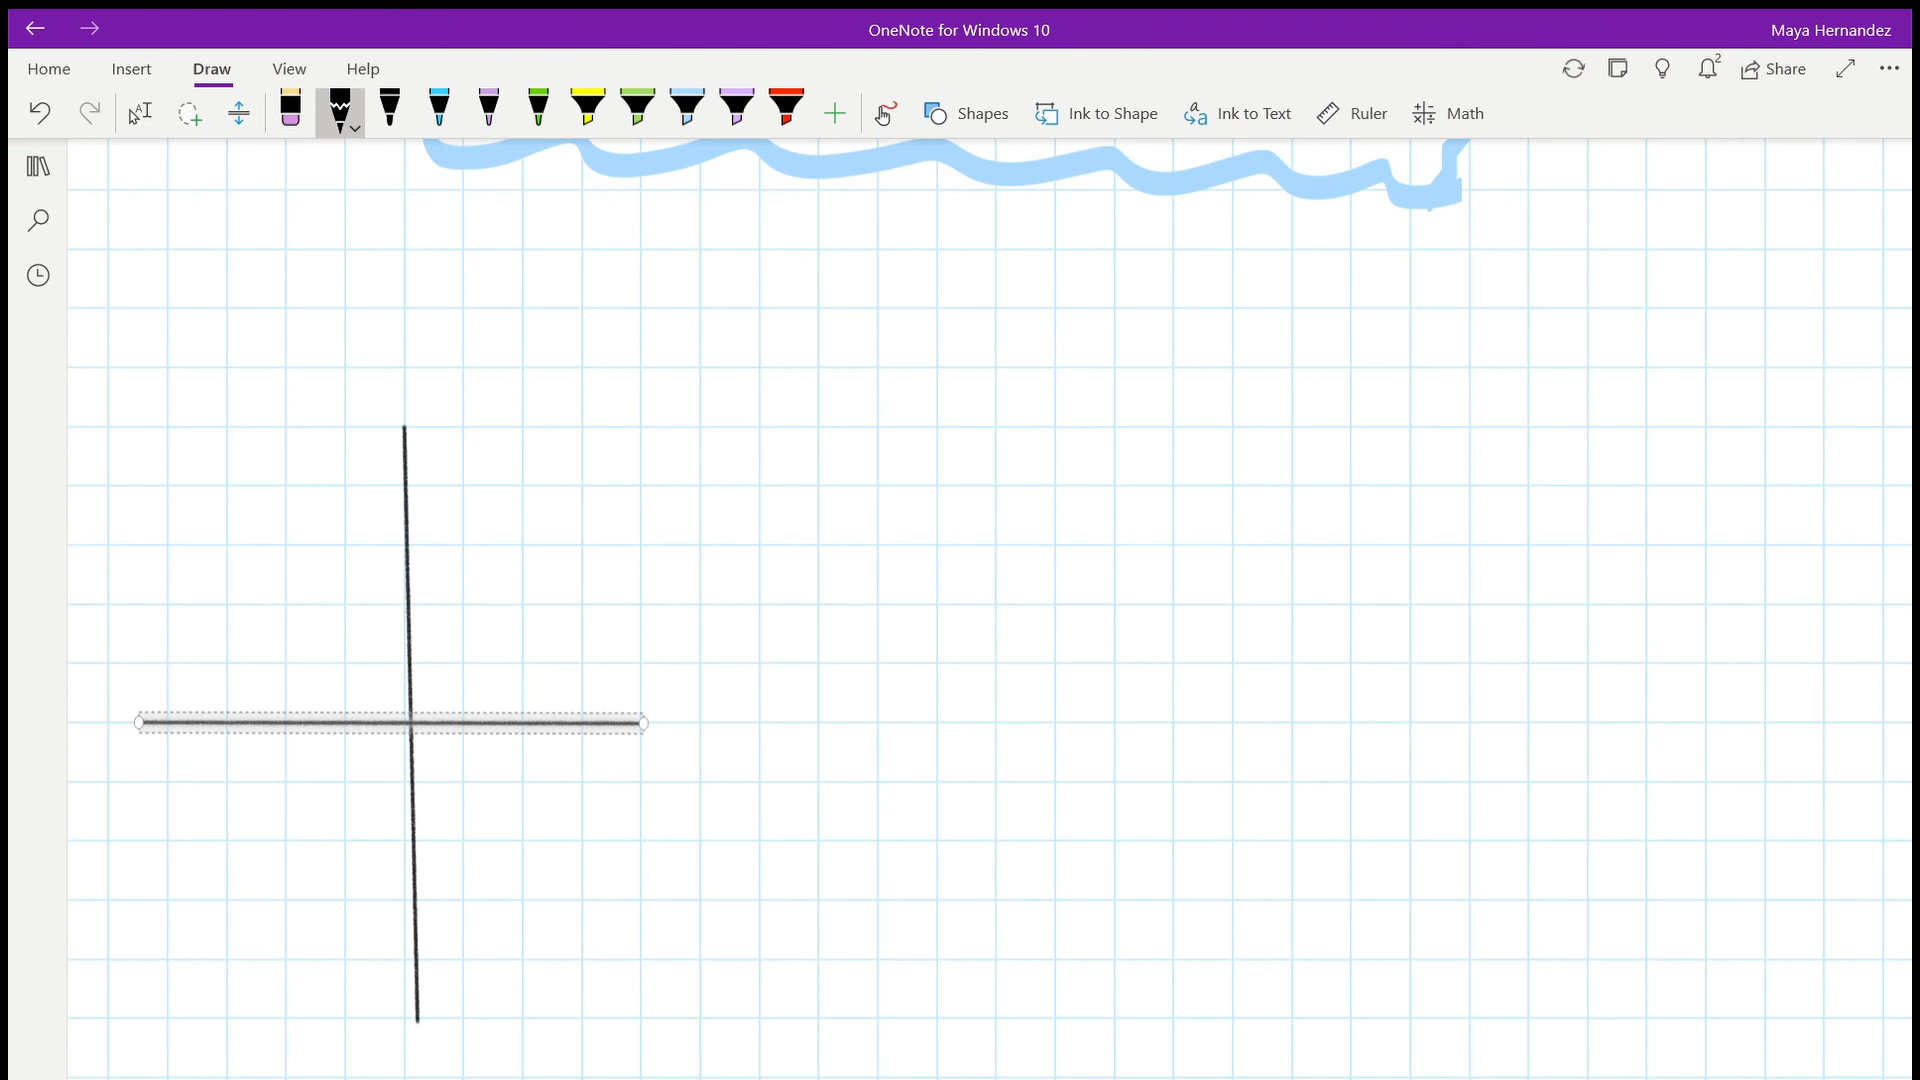 OneNote for Windows 10
Maya Hernandez
Home Insert Draw View Help
2
Share
Shapes
Ink to Shape
a
a
Ink to Text
Ruler
Math